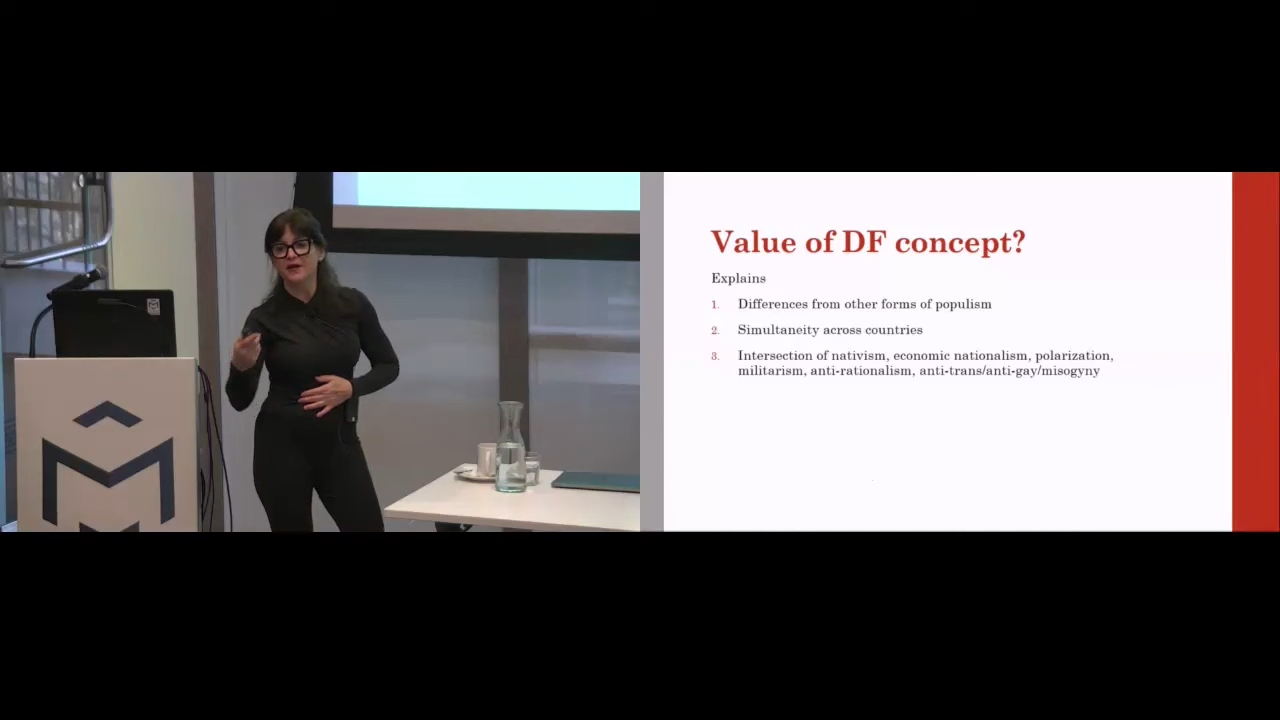 Value of DF concept?
Explains
1. Differences from other forms of populism
2. Simultaneity across countries
3. Intersection of nativism, economic nationalism, polarization,
militarism, anti-rationalism, anti-trans/anti-gay/misogyny